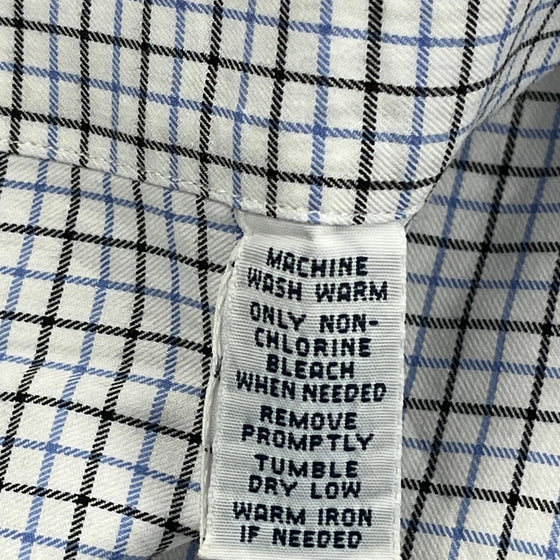 MACHINE
WASH WARM
ONLY NON-
CHLORINE
BLEACH
WHEN NEEDED
REMOVE
PROMPTLY
TUMBLE
DRY LOW
WARM IRON
IF NEEDED